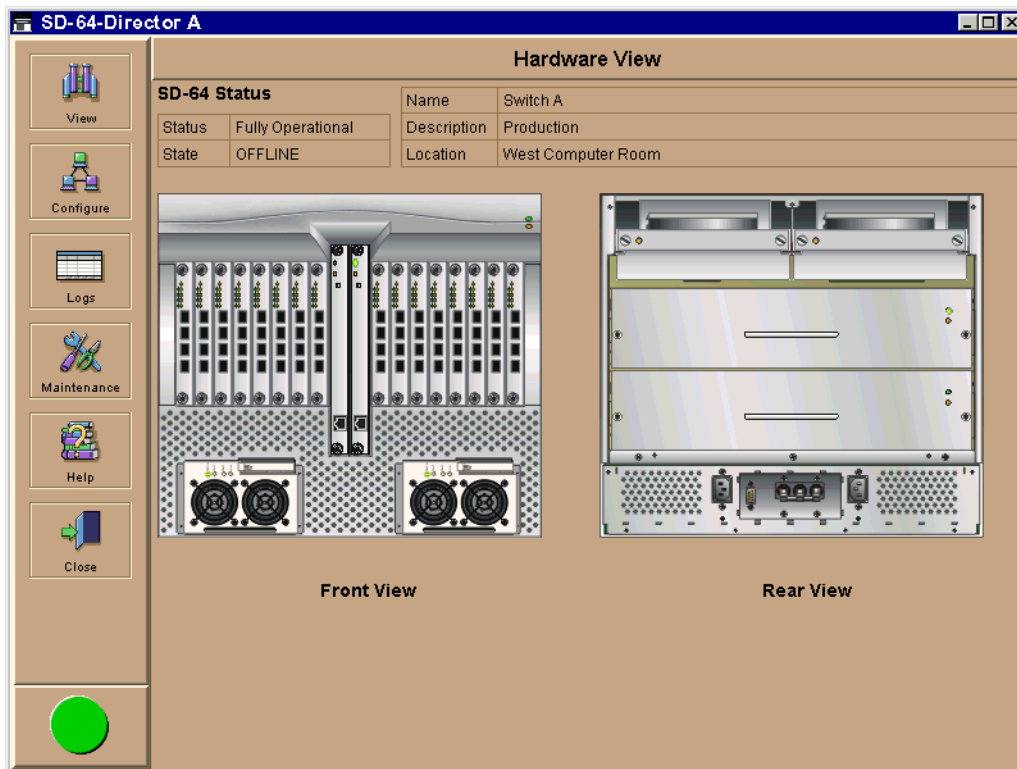 SD-64-Director A
View
Configure
Logs
Maintenance
Help
Close
Hardware View
SD-64 Status
Status Fully Operational
State OFFLINE
Name Switch A
Description Production
Location West Computer Room
Front View
Rear View